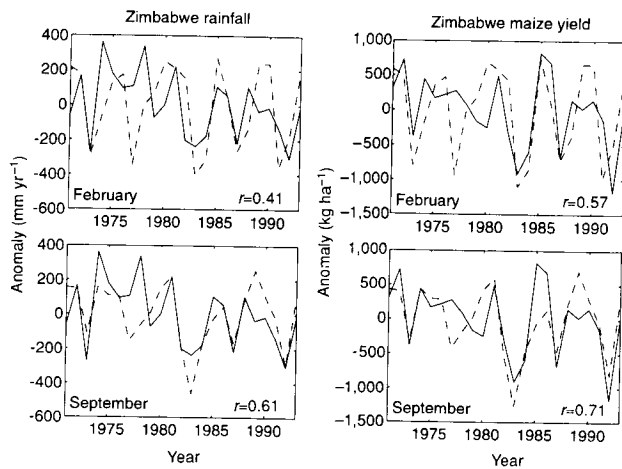 Zimbabwe rainfall
Zimbabwe maize yield
400
200
0
-200
-400
-600
February
r=0.41
1975 1980 1985 1990
1,000
500
0
-500
-1,000
-1,500
February
r=0.57
1975 1980 1985 1990
Anomaly (mm yr⁻¹)
Anomaly (kg ha⁻¹)
400
200
0
-200
-400
-600
September
r=0.61
1975 1980 1985 1990
Year
1,000
500
0
-500
-1,000
-1,500
September
r=0.71
1975 1980 1985 1990
Year